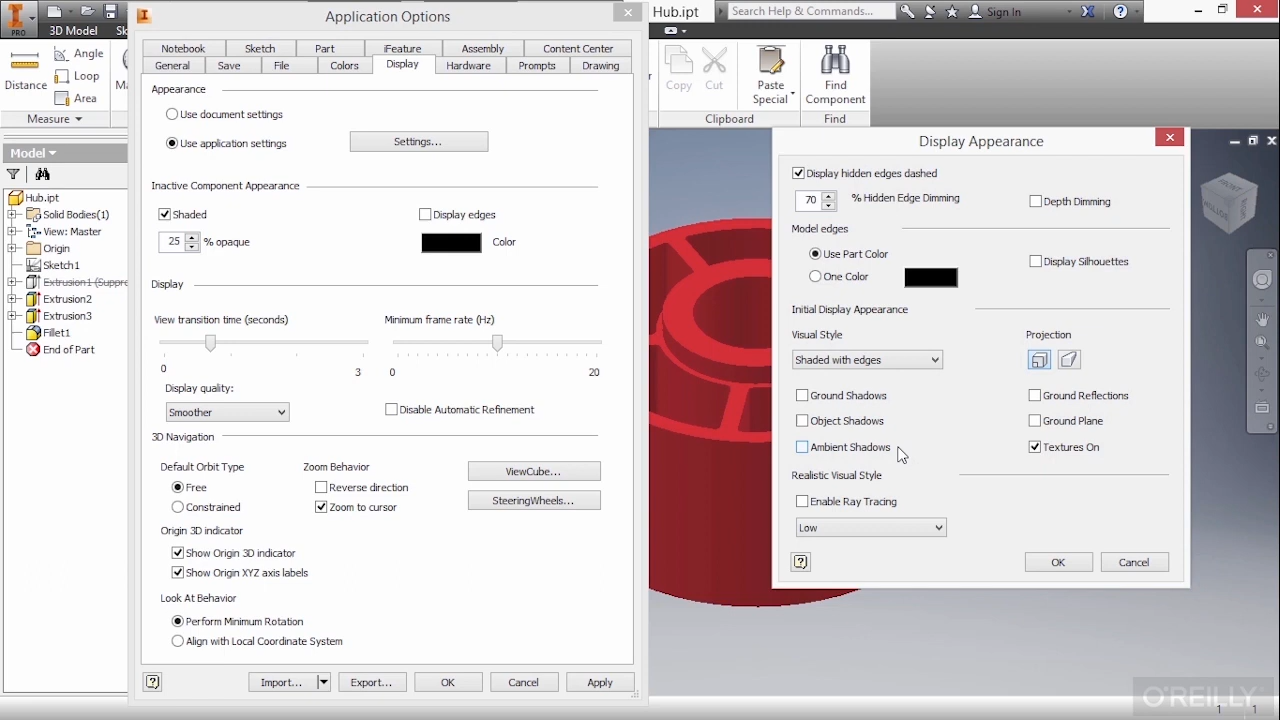 Application Options
Hub.ipt
Search Help & Commands...
Sign In
PRO
3D Model
Sk
Distance
Angle
Loop
Area
Measure
Ma
Copy
Cut
Paste
Special
Find
Component
Clipboard
Find
Model
Hub.ipt
Solid Bodies(1)
View: Master
Origin
Sketch1
Extrusion1 (Suppre
Extrusion2
Extrusion3
Fillet1
End of Part
Notebook
Sketch
Part
iFeature
Assembly
Content Center
General
Save
File
Colors
Display
Hardware
Prompts
Drawing
Appearance
Use document settings
Use application settings
Settings...
Inactive Component Appearance
Shaded
Display edges
25
% opaque
Color
Display
View transition time (seconds)
Minimum frame rate (Hz)
0
3
0
20
Display quality:
Smoother
Disable Automatic Refinement
3D Navigation
Default Orbit Type
Zoom Behavior
ViewCube...
Free
Reverse direction
Constrained
Zoom to cursor
SteeringWheels...
Origin 3D indicator
Show Origin 3D indicator
Show Origin XYZ axis labels
Look At Behavior
Perform Minimum Rotation
Align with Local Coordinate System
Import...
Export...
OK
Cancel
Apply
Display Appearance
Display hidden edges dashed
70
% Hidden Edge Dimming
Depth Dimming
Model edges
Use Part Color
One Color
Display Silhouettes
Initial Display Appearance
Visual Style
Projection
Shaded with edges
Ground Shadows
Ground Reflections
Object Shadows
Ground Plane
Ambient Shadows
Textures On
Realistic Visual Style
Enable Ray Tracing
Low
OK
Cancel
FRONT
O'REILLY
1
1